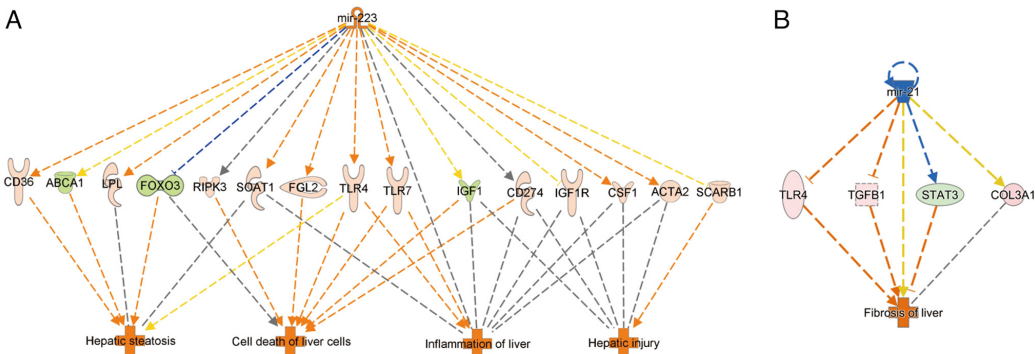 A
B
mir-223
mir-21
CD36
ABCA1
LPL
FOXO3
RIPK3
SOAT1
FGL2
TLR4
TLR7
IGF1
CD274
IGF1R
CSF1
ACTA2
SCARB1
TLR4
TGFB1
STAT3
COL3A1
Hepatic steatosis
Cell death of liver cells
Inflammation of liver
Hepatic injury
Fibrosis of liver